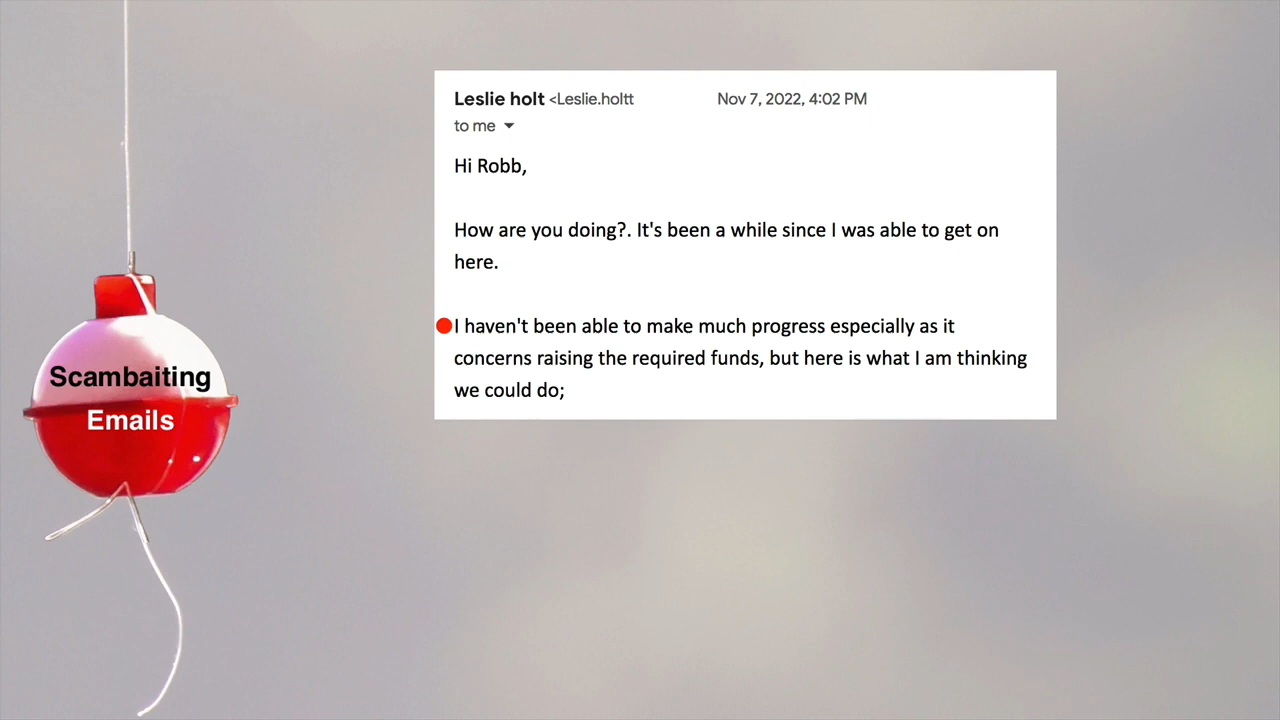 Scambaiting
Emails
Leslie holt <Leslie.holtt
Nov 7, 2022, 4:02 PM
to me
Hi Robb,
How are you doing?. It's been a while since I was able to get on
here.
I haven't been able to make much progress especially as it
concerns raising the required funds, but here is what I am thinking
we could do;